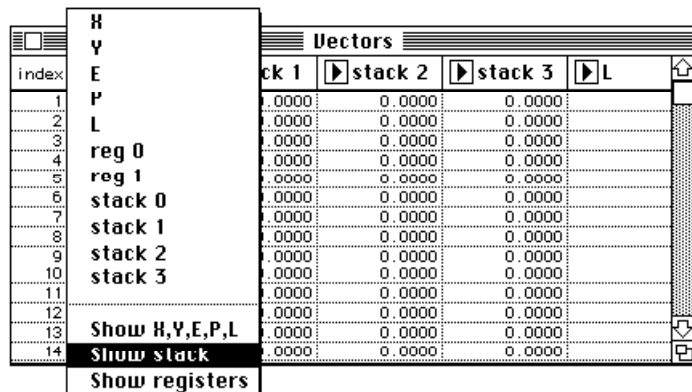 Vectors
index ck 1 stack 2 stack 3 L
X
Y
E
P
L
reg 0
reg 1
stack 0
stack 1
stack 2
stack 3
Show X,Y,E,P,L
Show stack
Show registers
1 .0000 0.0000 0.0000
2 .0000 0.0000 0.0000
3 .0000 0.0000 0.0000
4 .0000 0.0000 0.0000
5 .0000 0.0000 0.0000
6 .0000 0.0000 0.0000
7 .0000 0.0000 0.0000
8 .0000 0.0000 0.0000
9 .0000 0.0000 0.0000
10 .0000 0.0000 0.0000
11 .0000 0.0000 0.0000
12 .0000 0.0000 0.0000
13 .0000 0.0000 0.0000
14 .0000 0.0000 0.0000